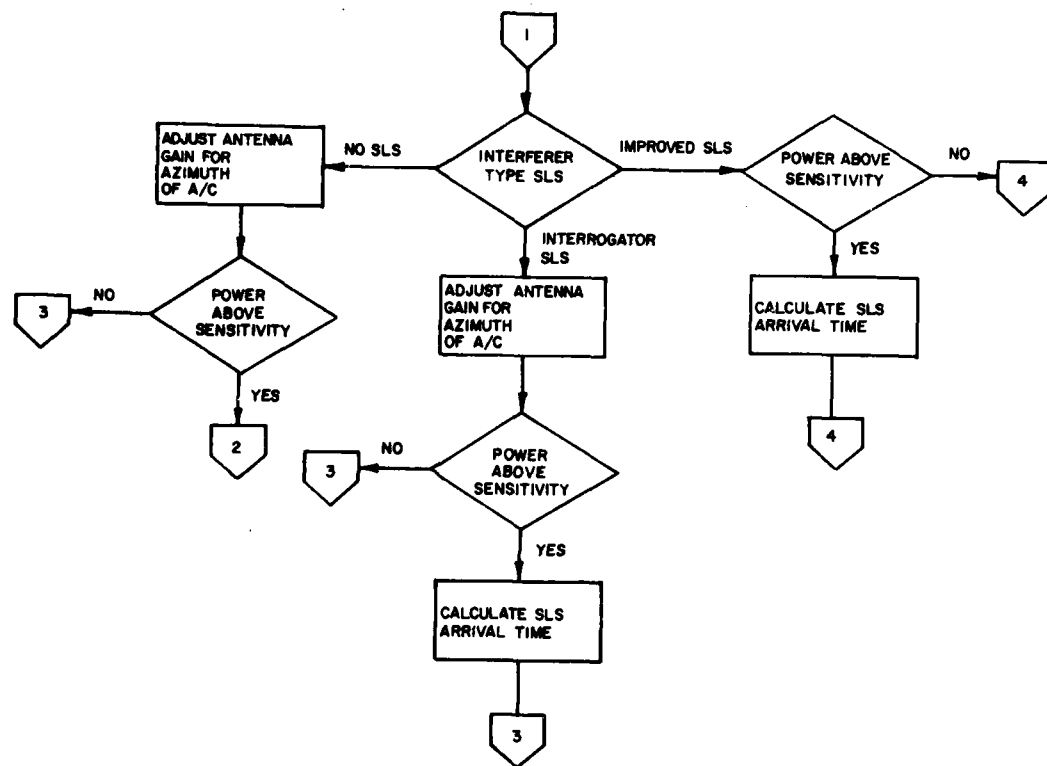 1
NO SLS
INTERFERER
TYPE SLS
IMPROVED SLS
POWER ABOVE
SENSITIVITY
NO
4
ADJUST ANTENNA
GAIN FOR
AZIMUTH
OF A/C
INTERROGATOR
SLS
YES
NO
3
POWER
ABOVE
SENSITIVITY
ADJUST ANTENNA
GAIN FOR
AZIMUTH
OF A/C
CALCULATE SLS
ARRIVAL TIME
YES
2
4
NO
3
POWER
ABOVE
SENSITIVITY
YES
CALCULATE SLS
ARRIVAL TIME
3